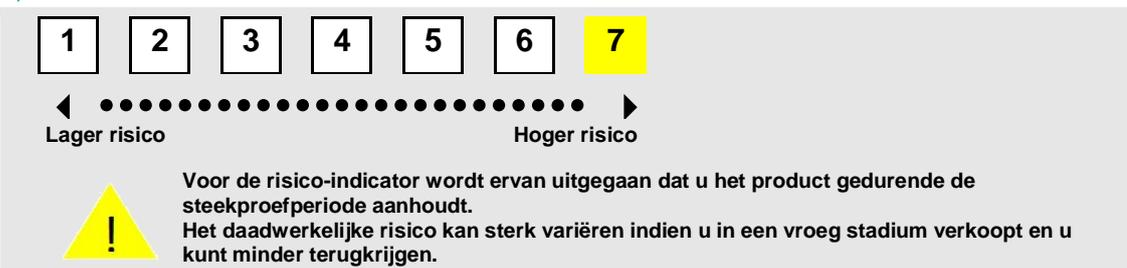 1 2 3 4 5 6 7
Lager risico Hoger risico
Voor de risico-indicator wordt ervan uitgegaan dat u het product gedurende de
steekproefperiode aanhoudt.
! Het daadwerkelijke risico kan sterk variëren indien u in een vroeg stadium verkoopt en u
kunt minder terugkrijgen.